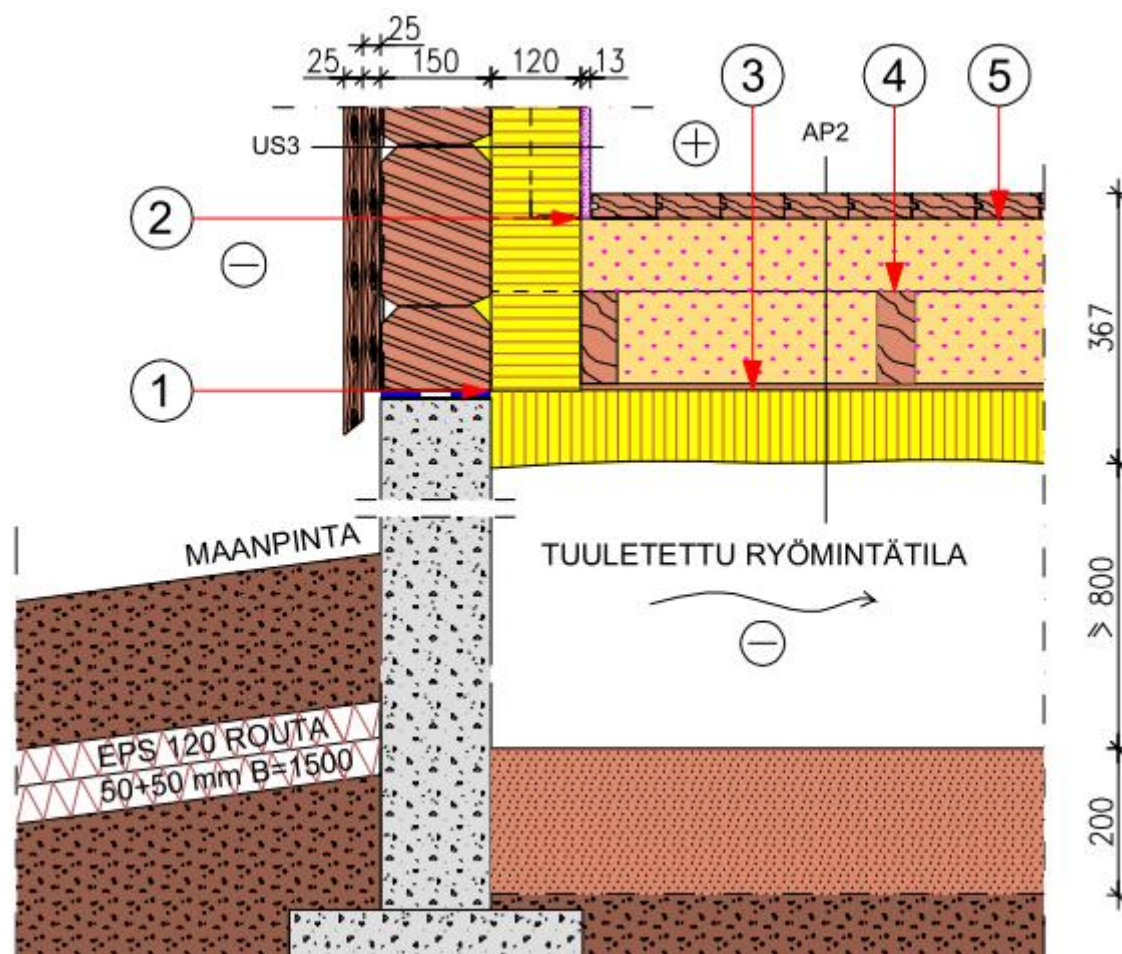 25
25 150 120 13
3 4 5
US3 + AP2
2
−
367
1
MAANPINTA
TUULETETTU RYÖMINTÄTILA
−
≥ 800
EPS 120 ROUTA
50+50 mm B=1500
200